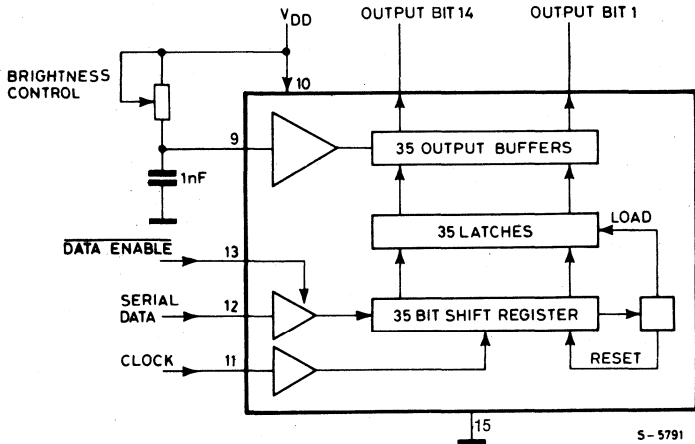 VDD
OUTPUT BIT 14
OUTPUT BIT 1
BRIGHTNESS
CONTROL
10
9
35 OUTPUT BUFFERS
1nF
LOAD
35 LATCHES
DATA ENABLE
13
SERIAL
DATA
12
35 BIT SHIFT REGISTER
CLOCK
11
RESET
15
S-5791